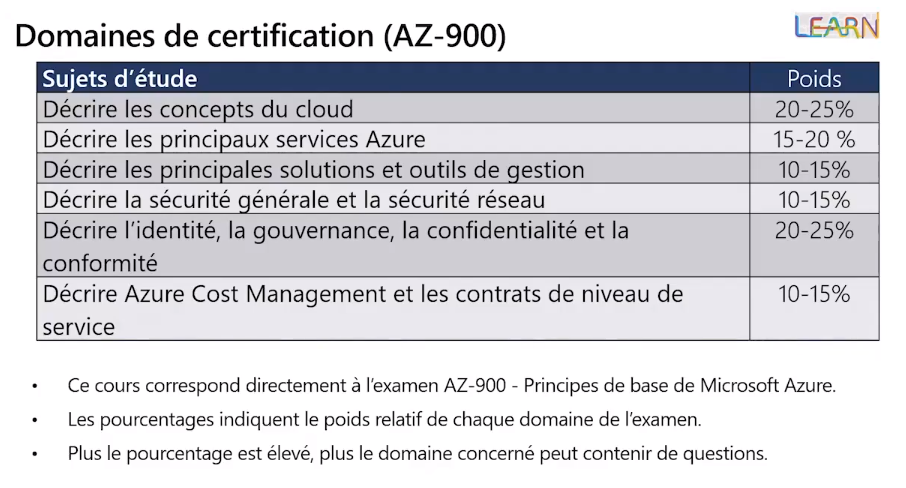 Domaines de certification (AZ-900)
LEARN
Sujets d’étude Poids
Décrire les concepts du cloud 20-25%
Décrire les principaux services Azure 15-20 %
Décrire les principales solutions et outils de gestion 10-15%
Décrire la sécurité générale et la sécurité réseau 10-15%
Décrire l’identité, la gouvernance, la confidentialité et la 20-25%
conformité
Décrire Azure Cost Management et les contrats de niveau de 10-15%
service
• Ce cours correspond directement à l’examen AZ-900 - Principes de base de Microsoft Azure.
• Les pourcentages indiquent le poids relatif de chaque domaine de l’examen.
• Plus le pourcentage est élevé, plus le domaine concerné peut contenir de questions.